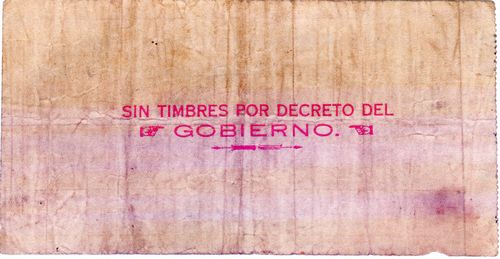 SIN TIMBRES POR DECRETO DEL
GOBIERNO.